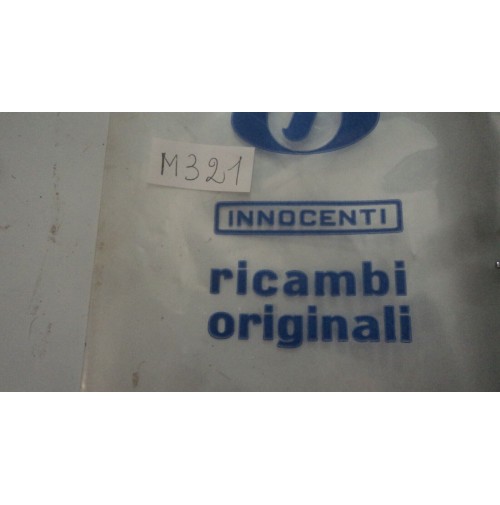 M321
INNOCENTI
ricambi
originali